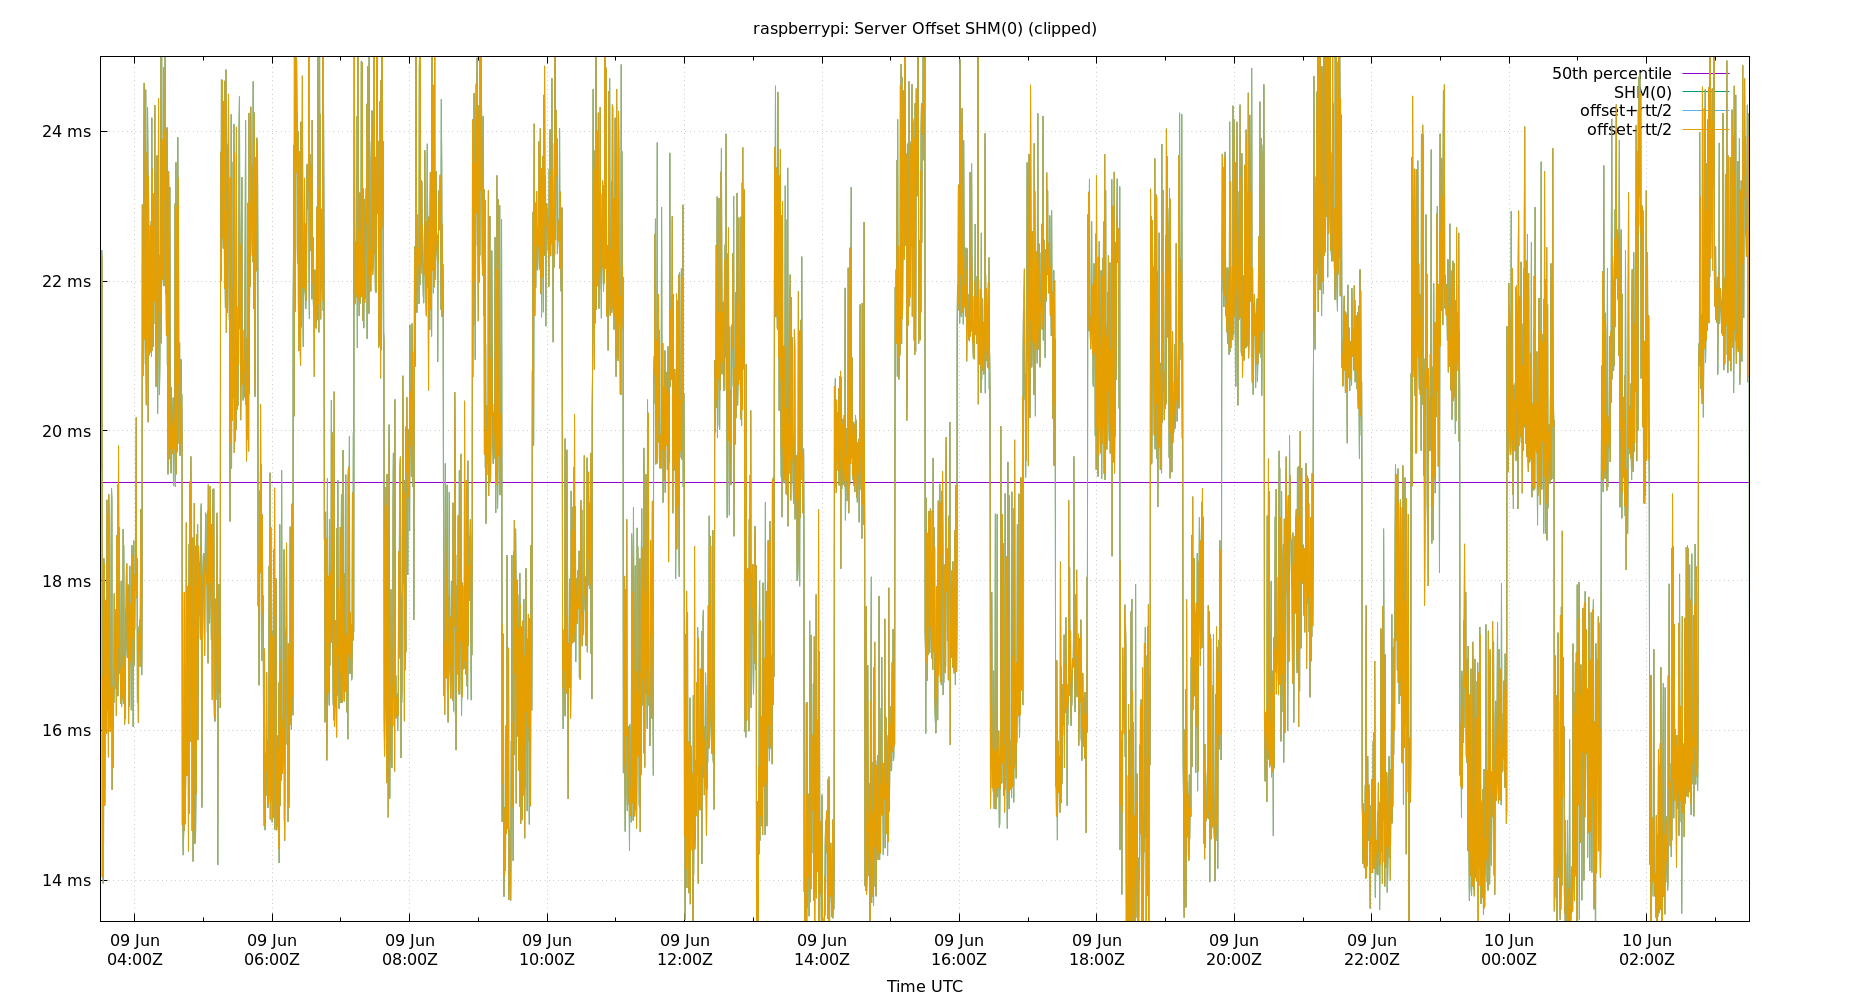 raspberrypi: Server Offset SHM(0) (clipped)
50th percentile
SHM(0)
offset+rtt/2
offset-rtt/2
24 ms
22 ms
20 ms
18 ms
16 ms
14 ms
09 Jun 09 Jun 09 Jun 09 Jun 09 Jun 09 Jun 09 Jun 09 Jun 09 Jun 09 Jun 10 Jun 10 Jun
04:00Z 06:00Z 08:00Z 10:00Z 12:00Z 14:00Z 16:00Z 18:00Z 20:00Z 22:00Z 00:00Z 02:00Z
Time UTC